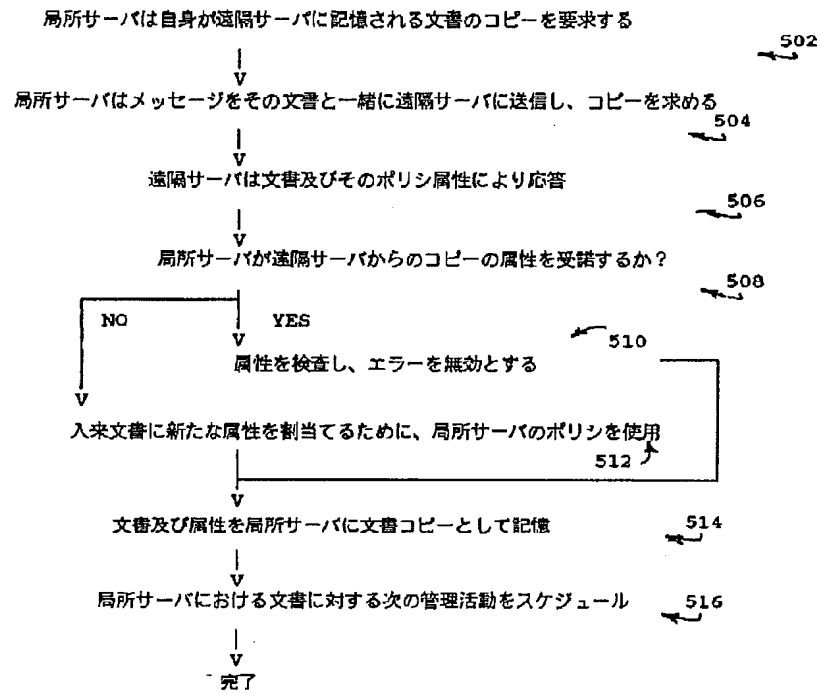 局所サーバは自身が遠隔サーバに記憶される文書のコピーを要求する
502
局所サーバはメッセージをその文書と一緒に遠隔サーバに送信し、コピーを求める
504
遠隔サーバは文書及びそのポリシ属性により応答
506
局所サーバが遠隔サーバからのコピーの属性を受諾するか?
508
NO
YES
510
属性を検査し、エラーを無効とする
入来文書に新たな属性を割当てるために、局所サーバのポリシを使用
512
文書及び属性を局所サーバに文書コピーとして記憶
514
局所サーバにおける文書に対する次の管理活動をスケジュール
516
完了